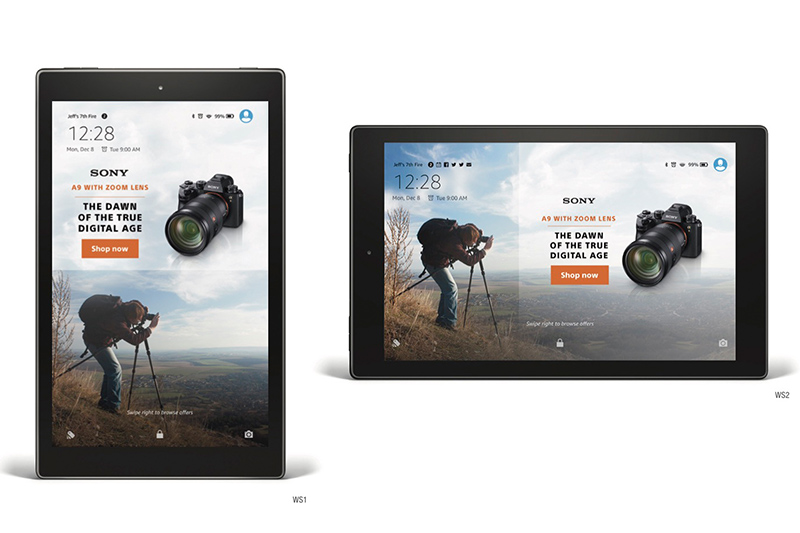 Jeff's 7th Fire
99%
12:28
Mon, Dec 8 Tue 9:00 AM
SONY
A9 WITH ZOOM LENS
THE DAWN
OF THE TRUE
DIGITAL AGE
Shop now
SONY
Swipe right to browse offers
WS1
Jeff's 7th Fire
99%
12:28
Mon, Dec 8 Tue 9:00 AM
SONY
A9 WITH ZOOM LENS
THE DAWN
OF THE TRUE
DIGITAL AGE
Shop now
SONY
Swipe right to browse offers
WS2